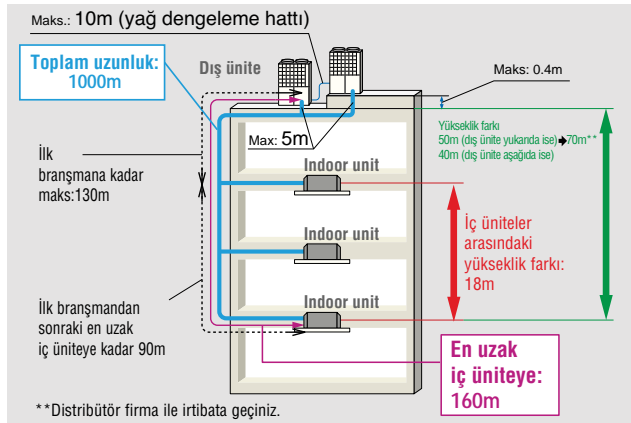 Maks.: 10m (yağ dengeleme hattı)
Toplam uzunluk:
1000m
Dış ünite
Maks: 0.4m
Max: 5m
Yükseklik farkı
50m (dış ünite yukarıda ise) 70m**
40m (dış ünite aşağıda ise)
İlk
branşmana kadar
maks:130m
Indoor unit
Indoor unit
Indoor unit
İç üniteler
arasındaki
yükseklik farkı:
18m
İlk branşmandan
sonraki en uzak
iç üniteye kadar 90m
En uzak
iç üniteye:
160m
**Distribütör firma ile irtibata geçiniz.